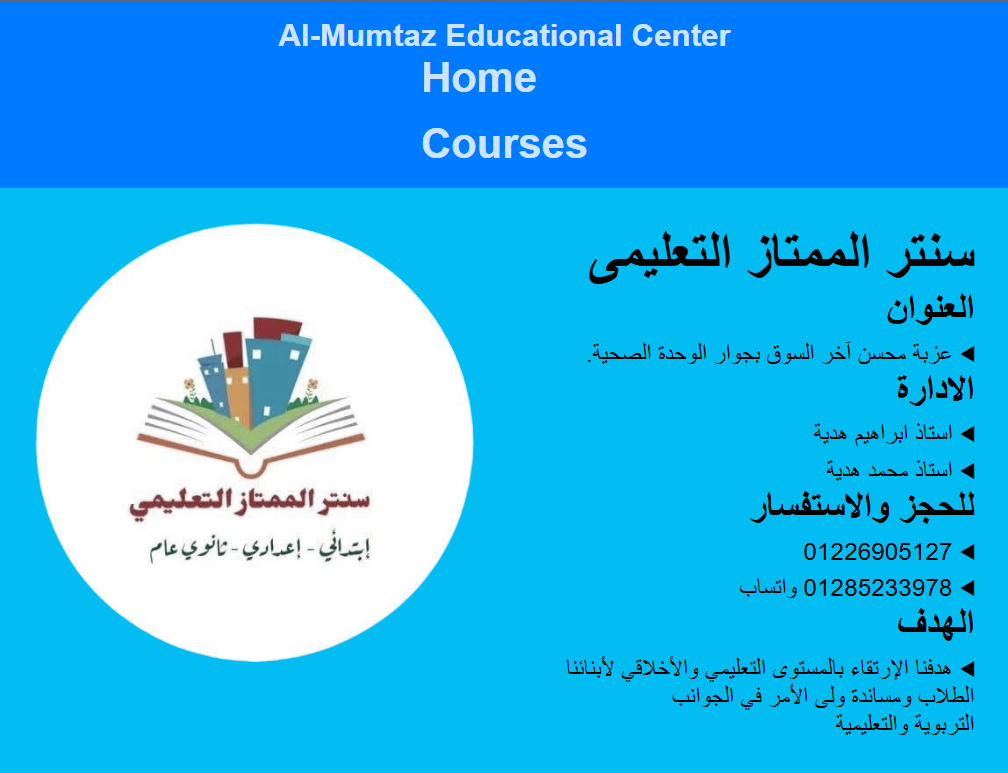 Al-Mumtaz Educational Center
Home
Courses
سنتر الممتاز التعليمى
العنوان
◀ عزبة محسن آخر السوق بجوار الوحدة الصحية.
الادارة
◀ استاذ ابراهيم هدية
◀ استاذ محمد هدية
للحجز والاستفسار
◀ 01226905127
◀ 01285233978 واتساب
الهدف
◀ هدفنا الإرتقاء بالمستوى التعليمي والأخلاقي لأبنائنا
الطلاب ومساندة ولى الأمر في الجوانب
التربوية والتعليمية
سنتر الممتاز التعليمي
إبتدائي - إعدادي - ثانوي عام